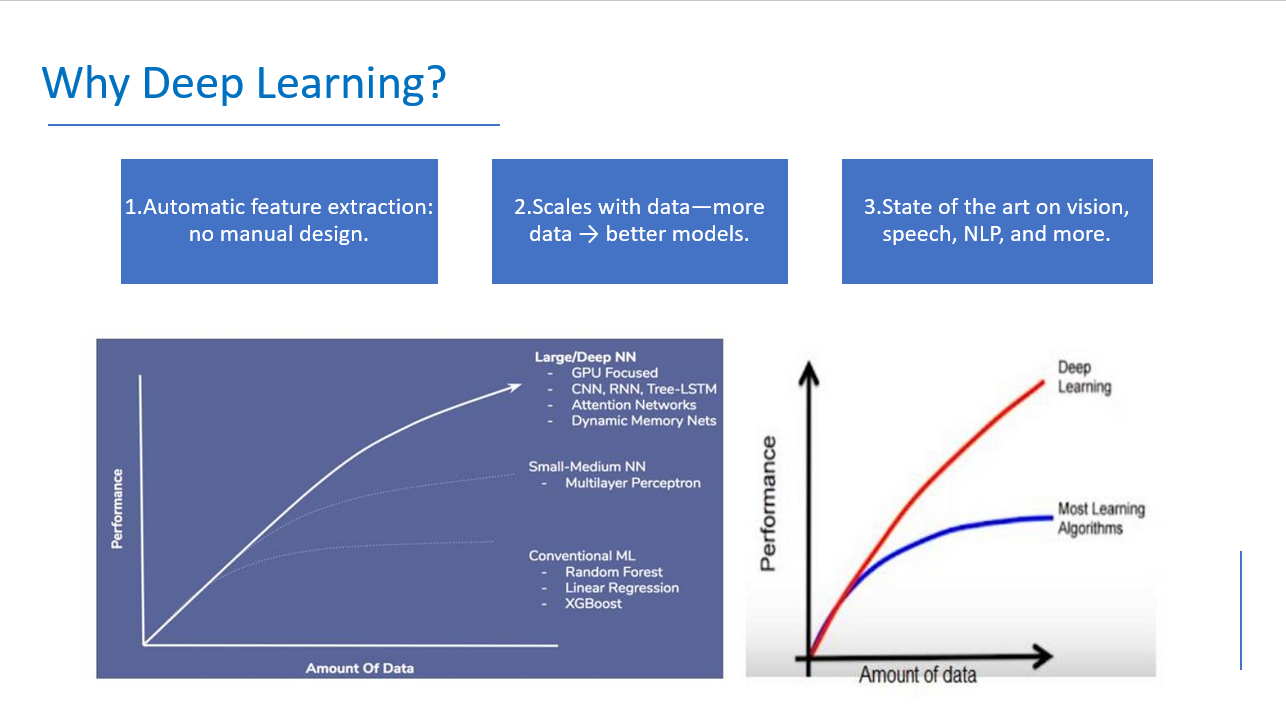 Why Deep Learning?
1.Automatic feature extraction:
no manual design.
2.Scales with data—more
data → better models.
3.State of the art on vision,
speech, NLP, and more.
Performance
Large/Deep NN
- GPU Focused
- CNN, RNN, Tree-LSTM
- Attention Networks
- Dynamic Memory Nets
Small-Medium NN
- Multilayer Perceptron
Conventional ML
- Random Forest
- Linear Regression
- XGBoost
Amount Of Data
Performance
Deep
Learning
Most Learning
Algorithms
Amount of data